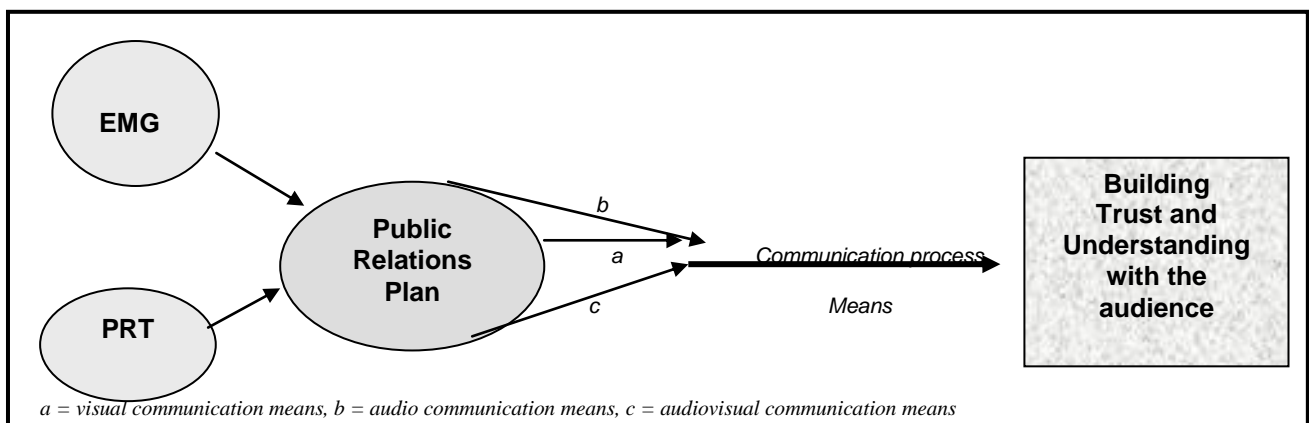 EMG
PRT
Public
Relations
Plan
b
a
c
Communication process
Means
Building
Trust and
Understanding
with the
audience
a = visual communication means, b = audio communication means, c = audiovisual communication means